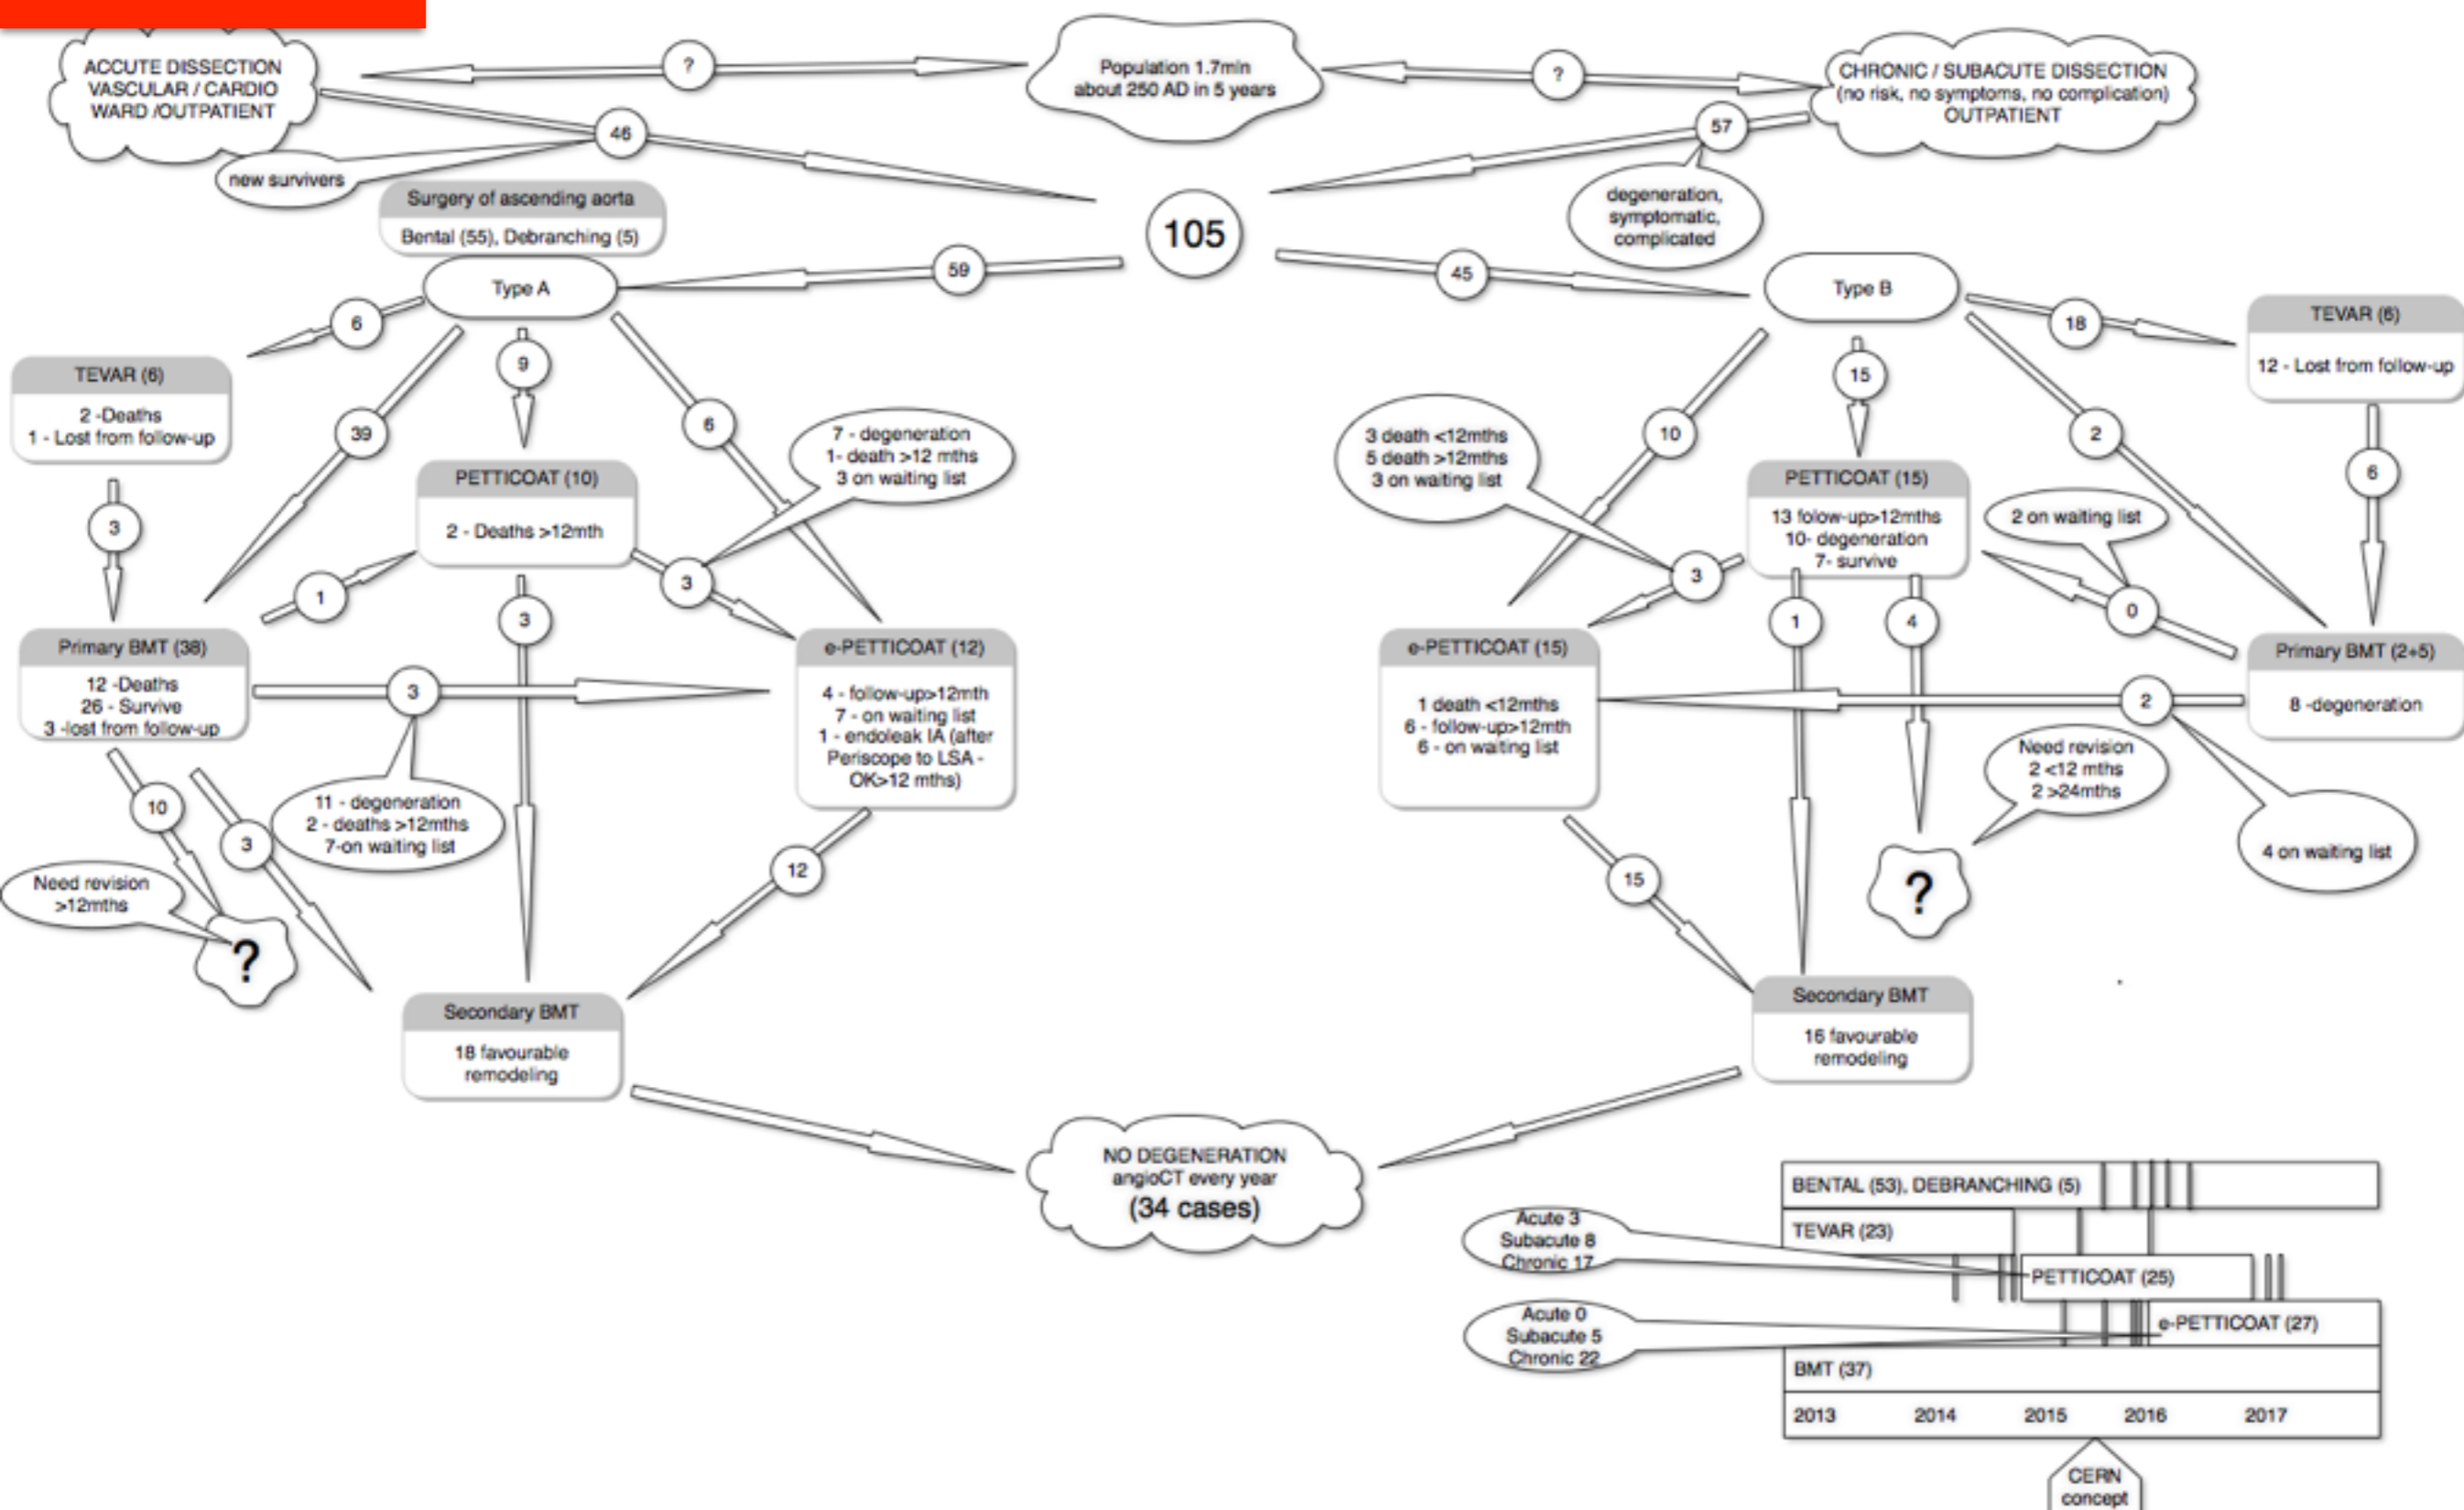 ACCUTE DISSECTION
VASCULAR / CARDIO
WARD /OUTPATIENT
?
Population 1.7min
about 250 AD in 5 years
?
CHRONIC / SUBACUTE DISSECTION
(no risk, no symptoms, no complication)
OUTPATIENT
46
57
new survivers
degeneration,
symptomatic,
complicated
Surgery of ascending aorta
Bental (55), Debranching (5)
105
59
45
Type A
Type B
6
9
39
6
18
15
10
2
6
TEVAR (6)
2 -Deaths
1 - Lost from follow-up
TEVAR (6)
12 - Lost from follow-up
7 - degeneration
1- death >12 mths
3 on waiting list
3 death <12mths
5 death >12mths
3 on waiting list
PETTICOAT (10)
2 - Deaths >12mth
PETTICOAT (15)
13 folow-up>12mths
10- degeneration
7- survive
2 on waiting list
3
1
3
3
3
1
4
0
Primary BMT (38)
12 -Deaths
26 - Survive
3 -lost from follow-up
3
e-PETTICOAT (12)
4 - follow-up>12mth
7 - on waiting list
1 - endoleak IA (after
Periscope to LSA -
OK>12 mths)
e-PETTICOAT (15)
1 death <12mths
6 - follow-up>12mth
6 - on waiting list
2
Primary BMT (2+5)
8 -degeneration
Need revision
2 <12 mths
2 >24mths
4 on waiting list
10
3
11 - degeneration
2 - deaths >12mths
7-on waiting list
12
15
Need revision
>12mths
?
?
Secondary BMT
18 favourable
remodeling
Secondary BMT
16 favourable
remodeling
NO DEGENERATION
angioCT every year
(34 cases)
BENTAL (53), DEBRANCHING (5)
TEVAR (23)
Acute 3
Subacute 8
Chronic 17
PETTICOAT (25)
Acute 0
Subacute 5
Chronic 22
e-PETTICOAT (27)
BMT (37)
2013 2014 2015 2016 2017
CERN
concept